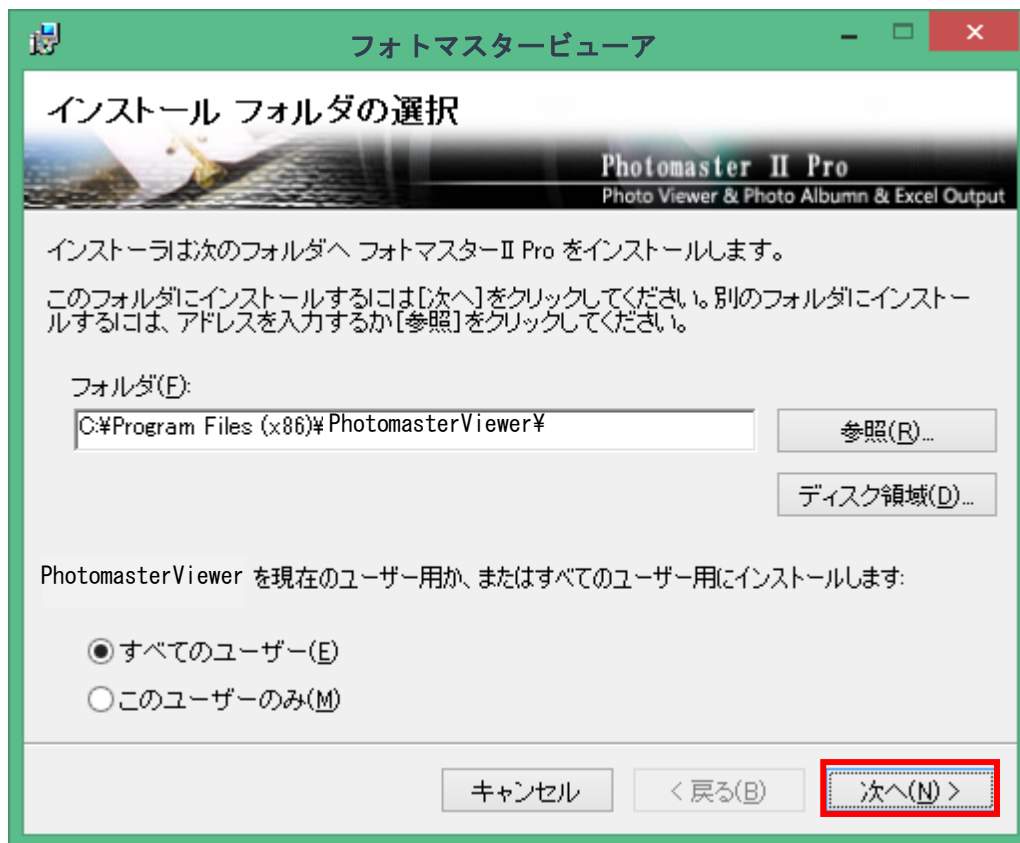 フォトマスタービューア
インストール フォルダの選択
Photomaster Ⅱ Pro
Photo Viewer & Photo Albumn & Excel Output
インストーラは次のフォルダへ フォトマスターⅡ Pro をインストールします。
このフォルダにインストールするには[次へ]をクリックしてください。別のフォルダにインストー
ルするには、アドレスを入力するか[参照]をクリックしてください。
フォルダ(F):
C:¥Program Files (x86)¥PhotomasterViewer¥
参照(R)...
ディスク領域(D)...
PhotomasterViewer を現在のユーザー用か、またはすべてのユーザー用にインストールします:
すべてのユーザー(E)
このユーザーのみ(M)
キャンセル
< 戻る(B)
次へ(N) >